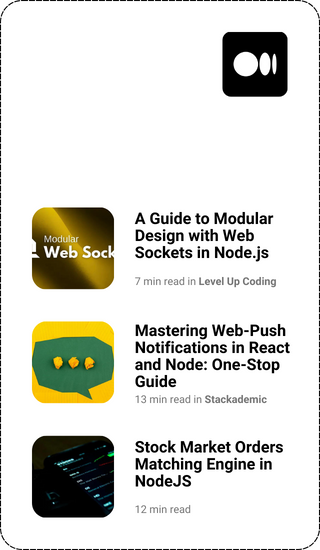 A Guide to Modular
Design with Web
Sockets in Node.js
Modular
Web Sock
7 min read in Level Up Coding
Mastering Web-Push
Notifications in React
and Node: One-Stop
Guide
13 min read in Stackademic
Stock Market Orders
Matching Engine in
NodeJS
12 min read